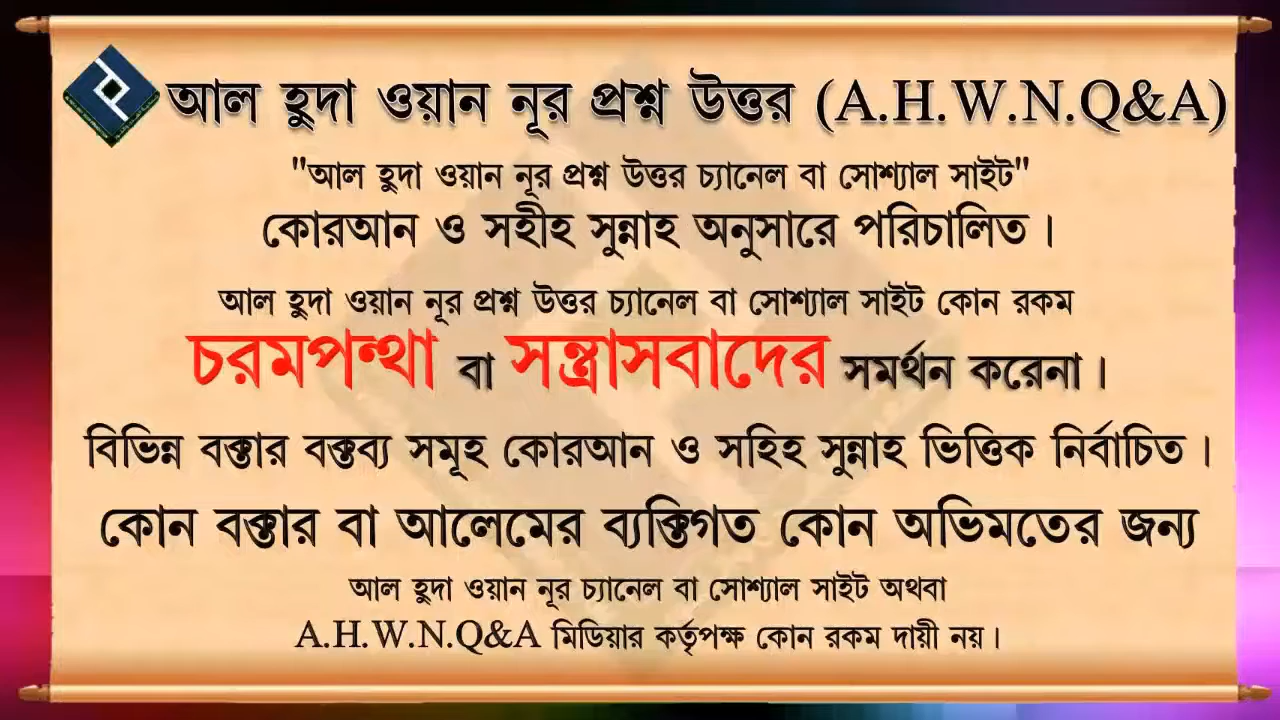 আল হুদা ওয়ান নূর প্রশ্ন উত্তর (A.H.W.N.Q&A)
"আল হুদা ওয়ান নূর প্রশ্ন উত্তর চ্যানেল বা সোশ্যাল সাইট"
কোরআন ও সহীহ সুন্নাহ অনুসারে পরিচালিত।
আল হুদা ওয়ান নূর প্রশ্ন উত্তর চ্যানেল বা সোশ্যাল সাইট কোন রকম
চরমপন্থা বা সন্ত্রাসবাদের সমর্থন করেনা।
বিভিন্ন বক্তার বক্তব্য সমূহ কোরআন ও সহিহ সুন্নাহ ভিত্তিক নির্বাচিত।
কোন বক্তার বা আলেমের ব্যক্তিগত কোন অভিমতের জন্য
আল হুদা ওয়ান নূর চ্যানেল বা সোশ্যাল সাইট অথবা
A.H.W.N.Q&A মিডিয়ার কর্তৃপক্ষ কোন রকম দায়ী নয়।